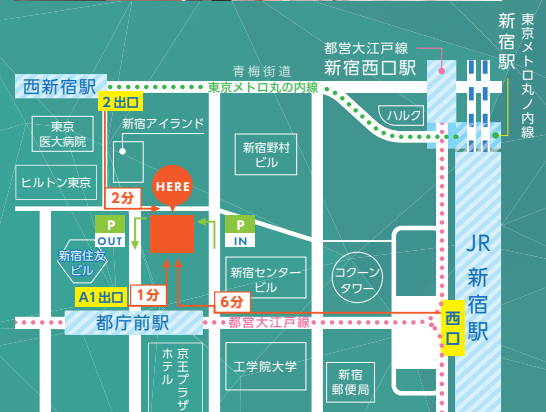 東京メトロ丸ノ内線
新宿駅
都営大江戸線
新宿西口駅
青梅街道
西新宿駅
東京メトロ丸の内線
2出口
ハルク
新宿アイランド
東京
医大病院
新宿野村
ビル
ヒルトン東京
HERE
2分
P
OUT
P
IN
JR新宿駅
新宿住友
ビル
新宿センター
ビル
コクーン
タワー
A1出口
1分
6分
西口
都庁前駅
都営大江戸線
京王プラザ
ホテル
工学院大学
新宿
郵便局